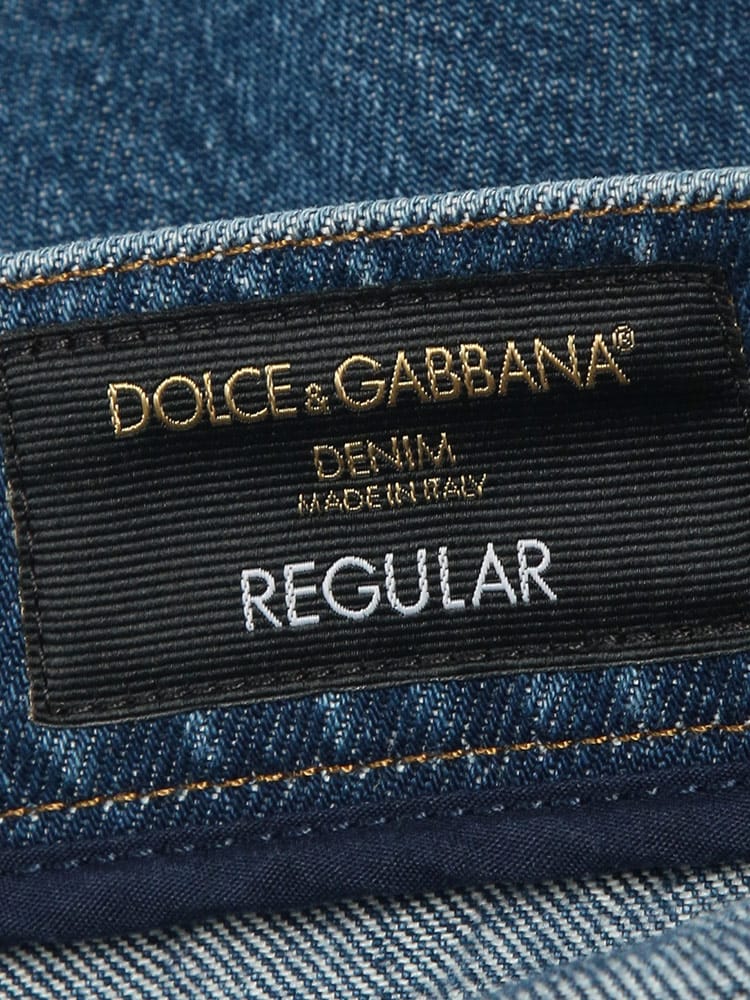 DOLCE & GABBANA®
DENIM
MADE IN ITALY
REGULAR